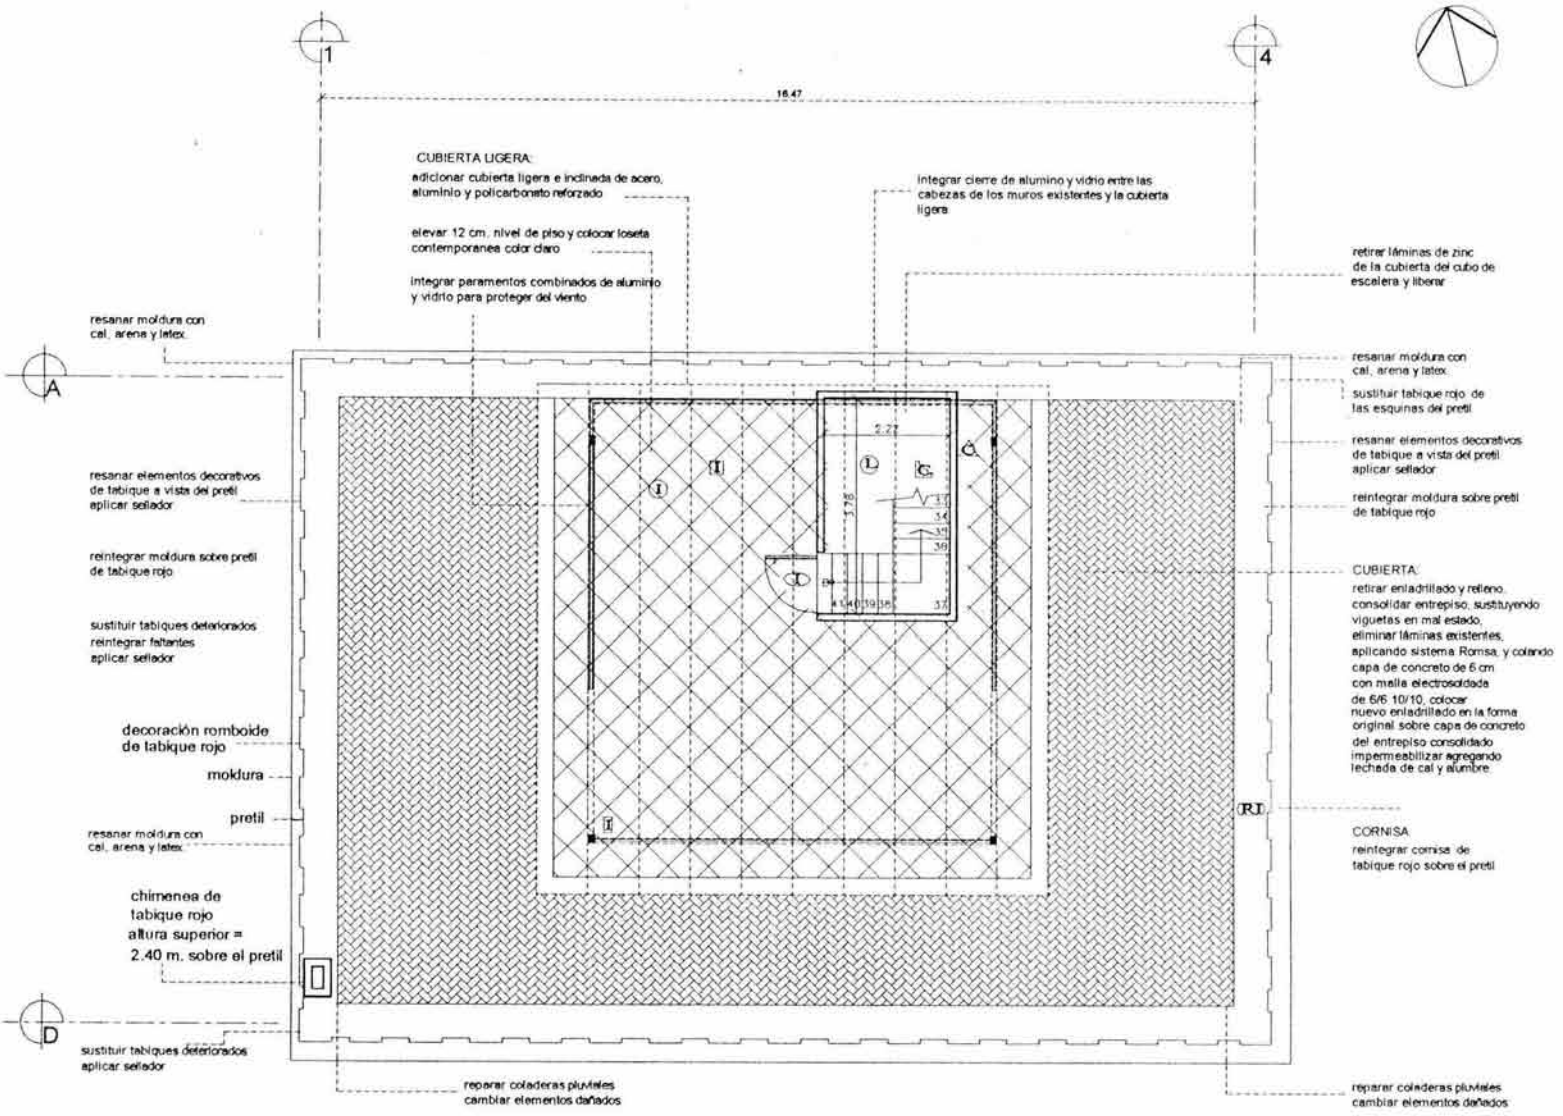 1
4
16.47
CUBIERTA LIGERA:
adicionar cubierta ligera e inclinada de acero,
aluminio y policarbonato reforzado
integrar cierre de alumino y vidrio entre las
cabezas de los muros existentes y la cubierta
ligera
elevar 12 cm. nivel de piso y colocar loseta
contemporanea color claro
integrar paramentos combinados de aluminio
y vidrio para proteger del viento
retirar láminas de zinc
de la cubierta del cubo de
escalera y liberar
resanar moldura con
cal, arena y latex.
A
resanar moldura con
cal, arena y latex.
sustituir tabique rojo de
las esquinas del pretil
resanar elementos decorativos
de tabique a vista del pretil
aplicar sellador
reintegrar moldura sobre pretil
de tabique rojo
resanar elementos decorativos
de tabique a vista del pretil
aplicar sellador
reintegrar moldura sobre pretil
de tabique rojo
sustituir tabiques deteriorados
reintegrar faltantes
aplicar sellador
2.22
I
I
L
C.
3.78
33
34
35
36
I
41 40 39 38
37
I
CUBIERTA:
retirar enladrillado y relleno.
consolidar entrepiso, sustituyendo
viguetas en mal estado,
eliminar láminas existentes,
aplicando sistema Romsa, y colando
capa de concreto de 6 cm
con malla electrosoldada
de 6/6 10/10, colocar
nuevo enladrillado en la forma
original sobre capa de concreto
del entrepiso consolidado
impermeabilizar agregando
lechada de cal y alumbre
decoración romboide
de tabique rojo
moldura
pretil
resanar moldura con
cal, arena y latex.
RI
CORNISA
reintegrar cornisa de
tabique rojo sobre el pretil
chimenea de
tabique rojo
altura superior =
2.40 m. sobre el pretil
D
sustituir tabiques deteriorados
aplicar sellador
reparar coladeras pluviales
cambiar elementos dañados
reparar coladeras pluviales
cambiar elementos dañados